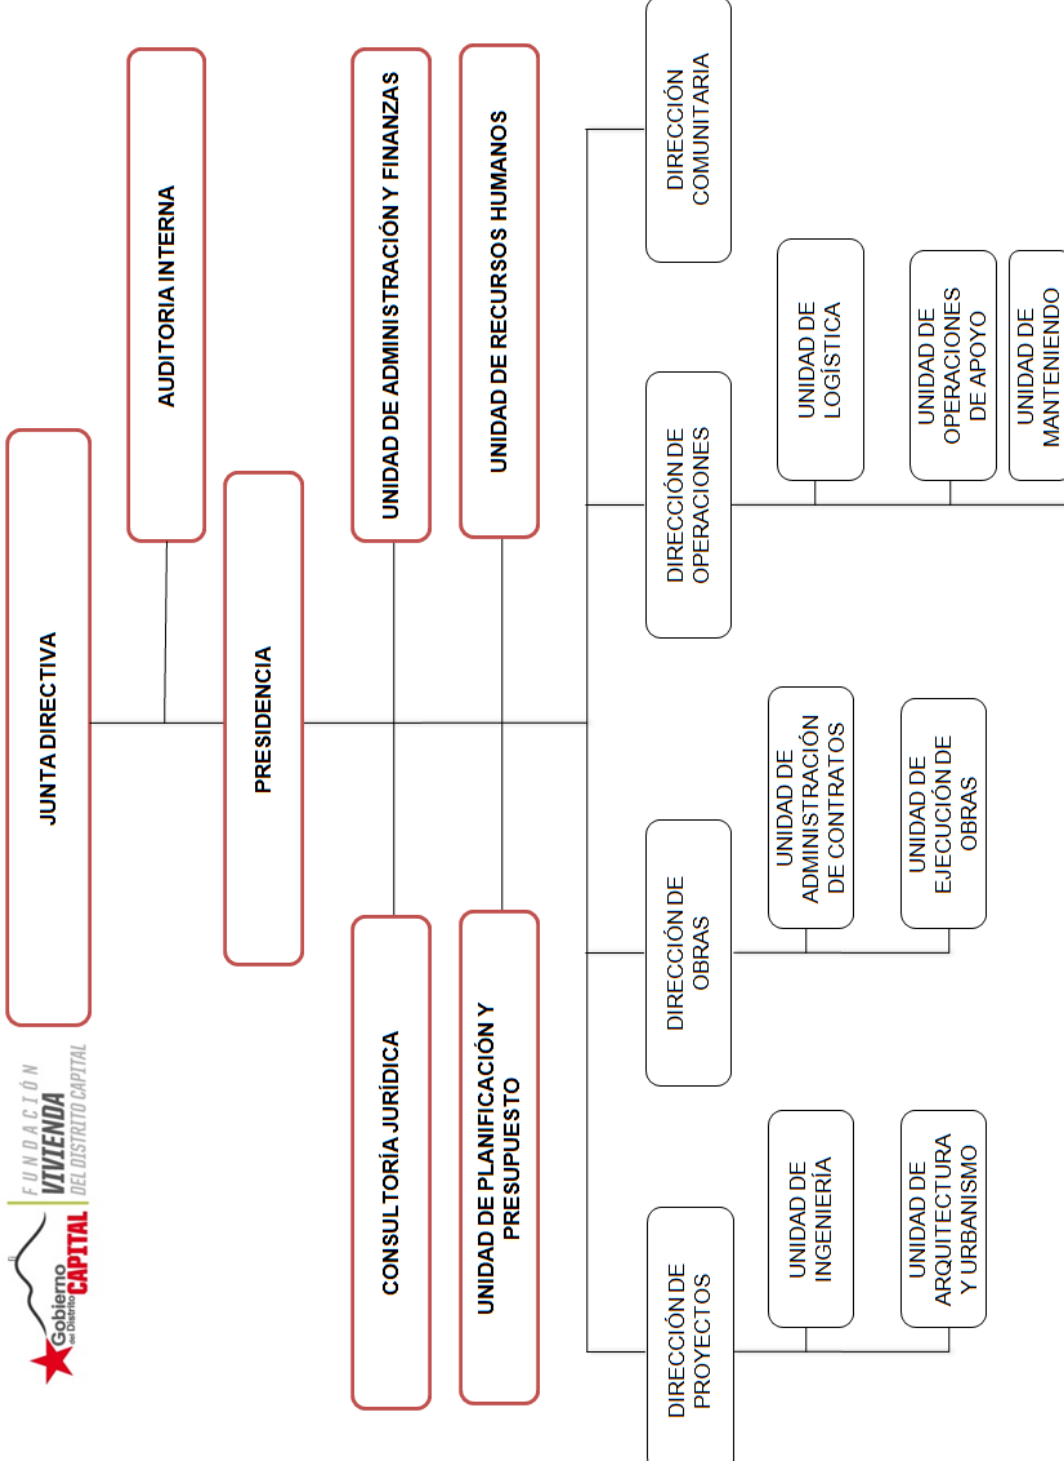 Gobierno
del Distrito
CAPITAL
FUNDACIÓN
VIVIENDA
DEL DISTRITO CAPITAL
JUNTA DIRECTIVA
AUDITORIA INTERNA
PRESIDENCIA
CONSULTORÍA JURÍDICA
UNIDAD DE ADMINISTRACIÓN Y FINANZAS
UNIDAD DE PLANIFICACIÓN Y
PRESUPUESTO
UNIDAD DE RECURSOS HUMANOS
DIRECCIÓN DE
PROYECTOS
DIRECCIÓN DE
OBRAS
DIRECCIÓN DE
OPERACIONES
DIRECCIÓN
COMUNITARIA
UNIDAD DE
INGENIERÍA
UNIDAD DE
ADMINISTRACIÓN
DE CONTRATOS
UNIDAD DE
LOGÍSTICA
UNIDAD DE
ARQUITECTURA
Y URBANISMO
UNIDAD DE
EJECUCIÓN DE
OBRAS
UNIDAD DE
OPERACIONES
DE APOYO
UNIDAD DE
MANTENIENDO